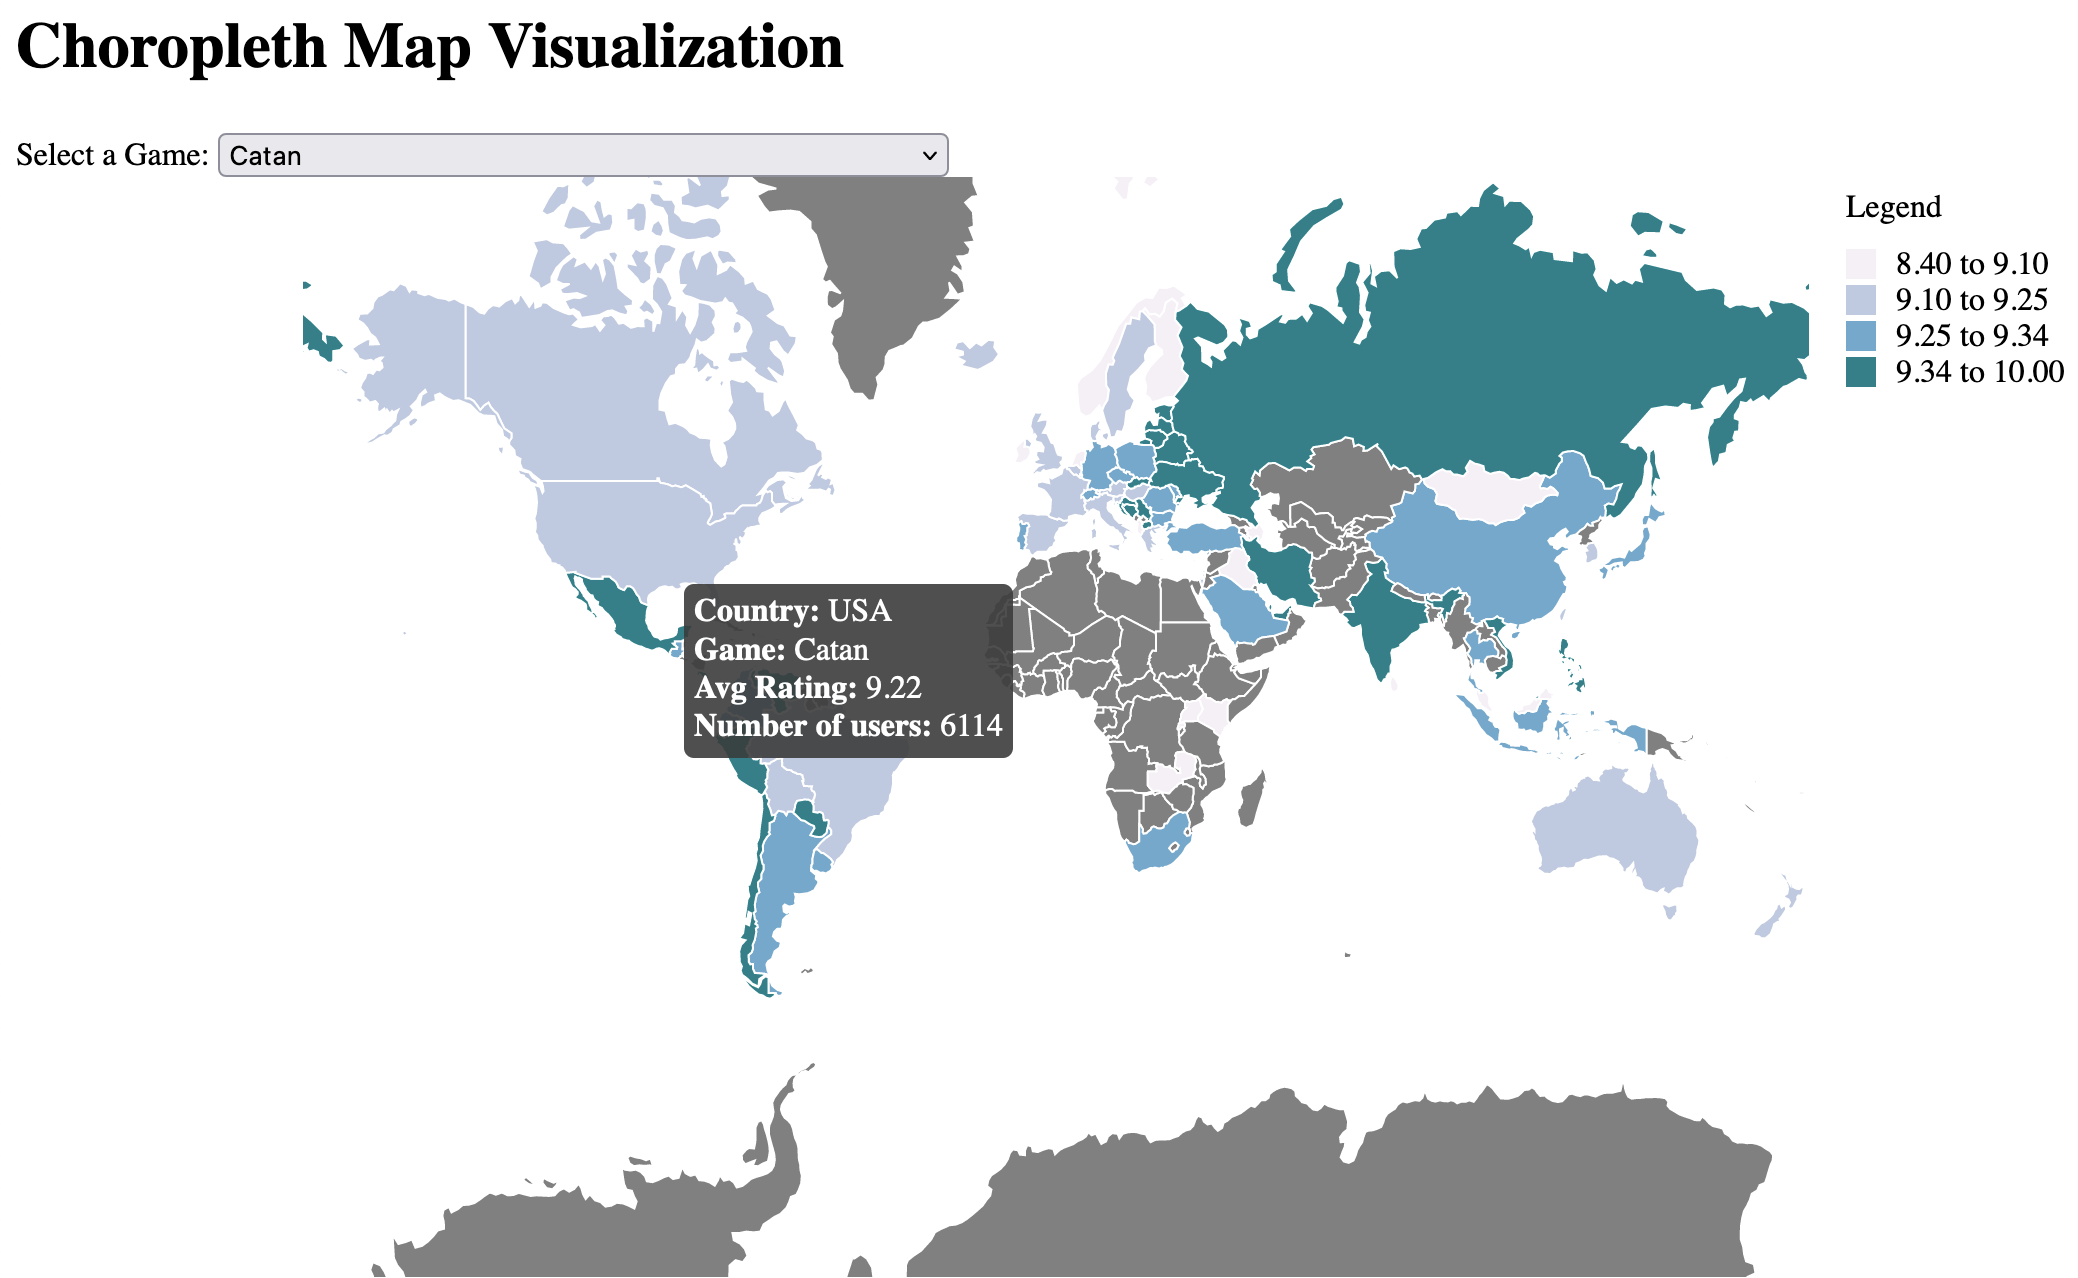 Choropleth Map Visualization
Select a Game: Catan
Legend
8.40 to 9.10
9.10 to 9.25
9.25 to 9.34
9.34 to 10.00
Country: USA
Game: Catan
Avg Rating: 9.22
Number of users: 6114